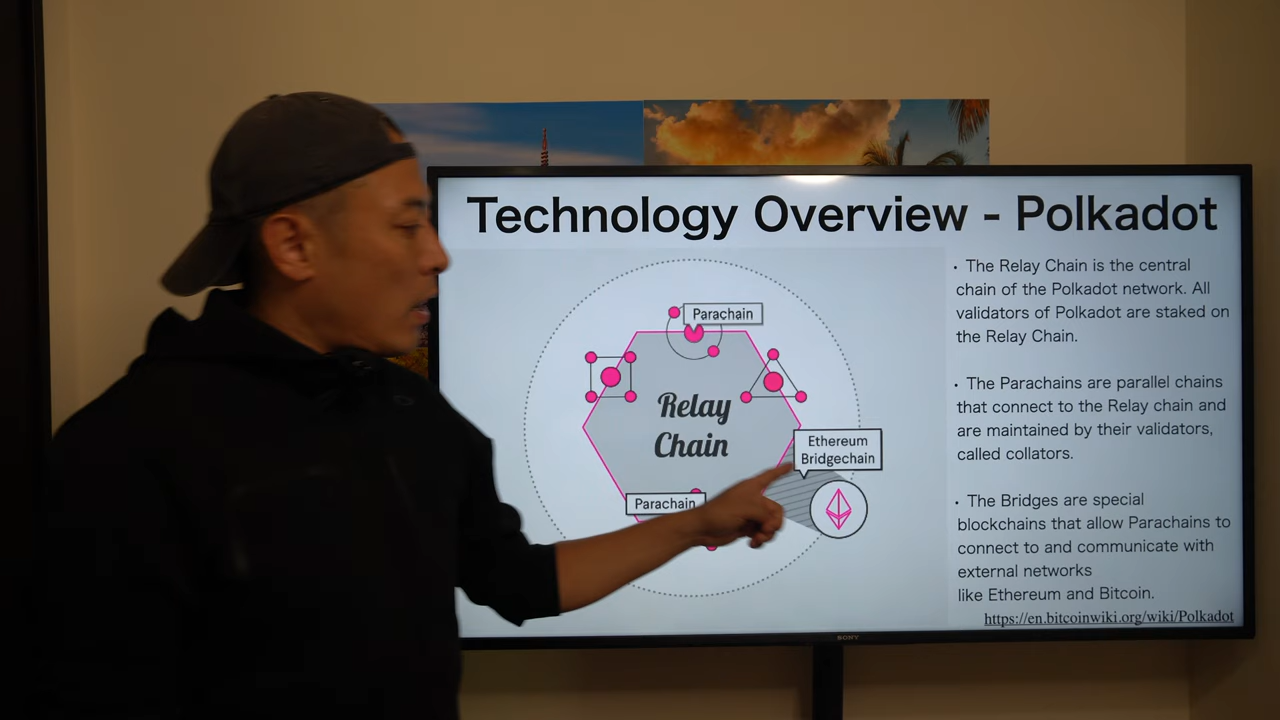 Technology Overview - Polkadot
Parachain
Relay
Chain
Ethereum
Bridgechain
Parachain
· The Relay Chain is the central
chain of the Polkadot network. All
validators of Polkadot are staked on
the Relay Chain.
· The Parachains are parallel chains
that connect to the Relay chain and
are maintained by their validators,
called collators.
· The Bridges are special
blockchains that allow Parachains to
connect to and communicate with
external networks
like Ethereum and Bitcoin.
https://en.bitcoinwiki.org/wiki/Polkadot
SONY